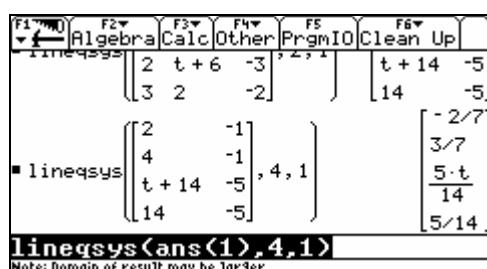 F1 F2 F3 F4 F5 F6
Algebra Calc Other PrgmIO Clean Up
▪ lineqsys([2 t + 6 -3] , 2, 1) [t + 14 -5]
[3 2 -2] [14 -5]
[2 -1] [-2/7]
[4 -1] [3/7]
▪ lineqsys([t + 14 -5] , 4, 1) [5·t/14]
[14 -5] [5/14]
lineqsys(ans(1),4,1)
Note: Domain of result may be larger